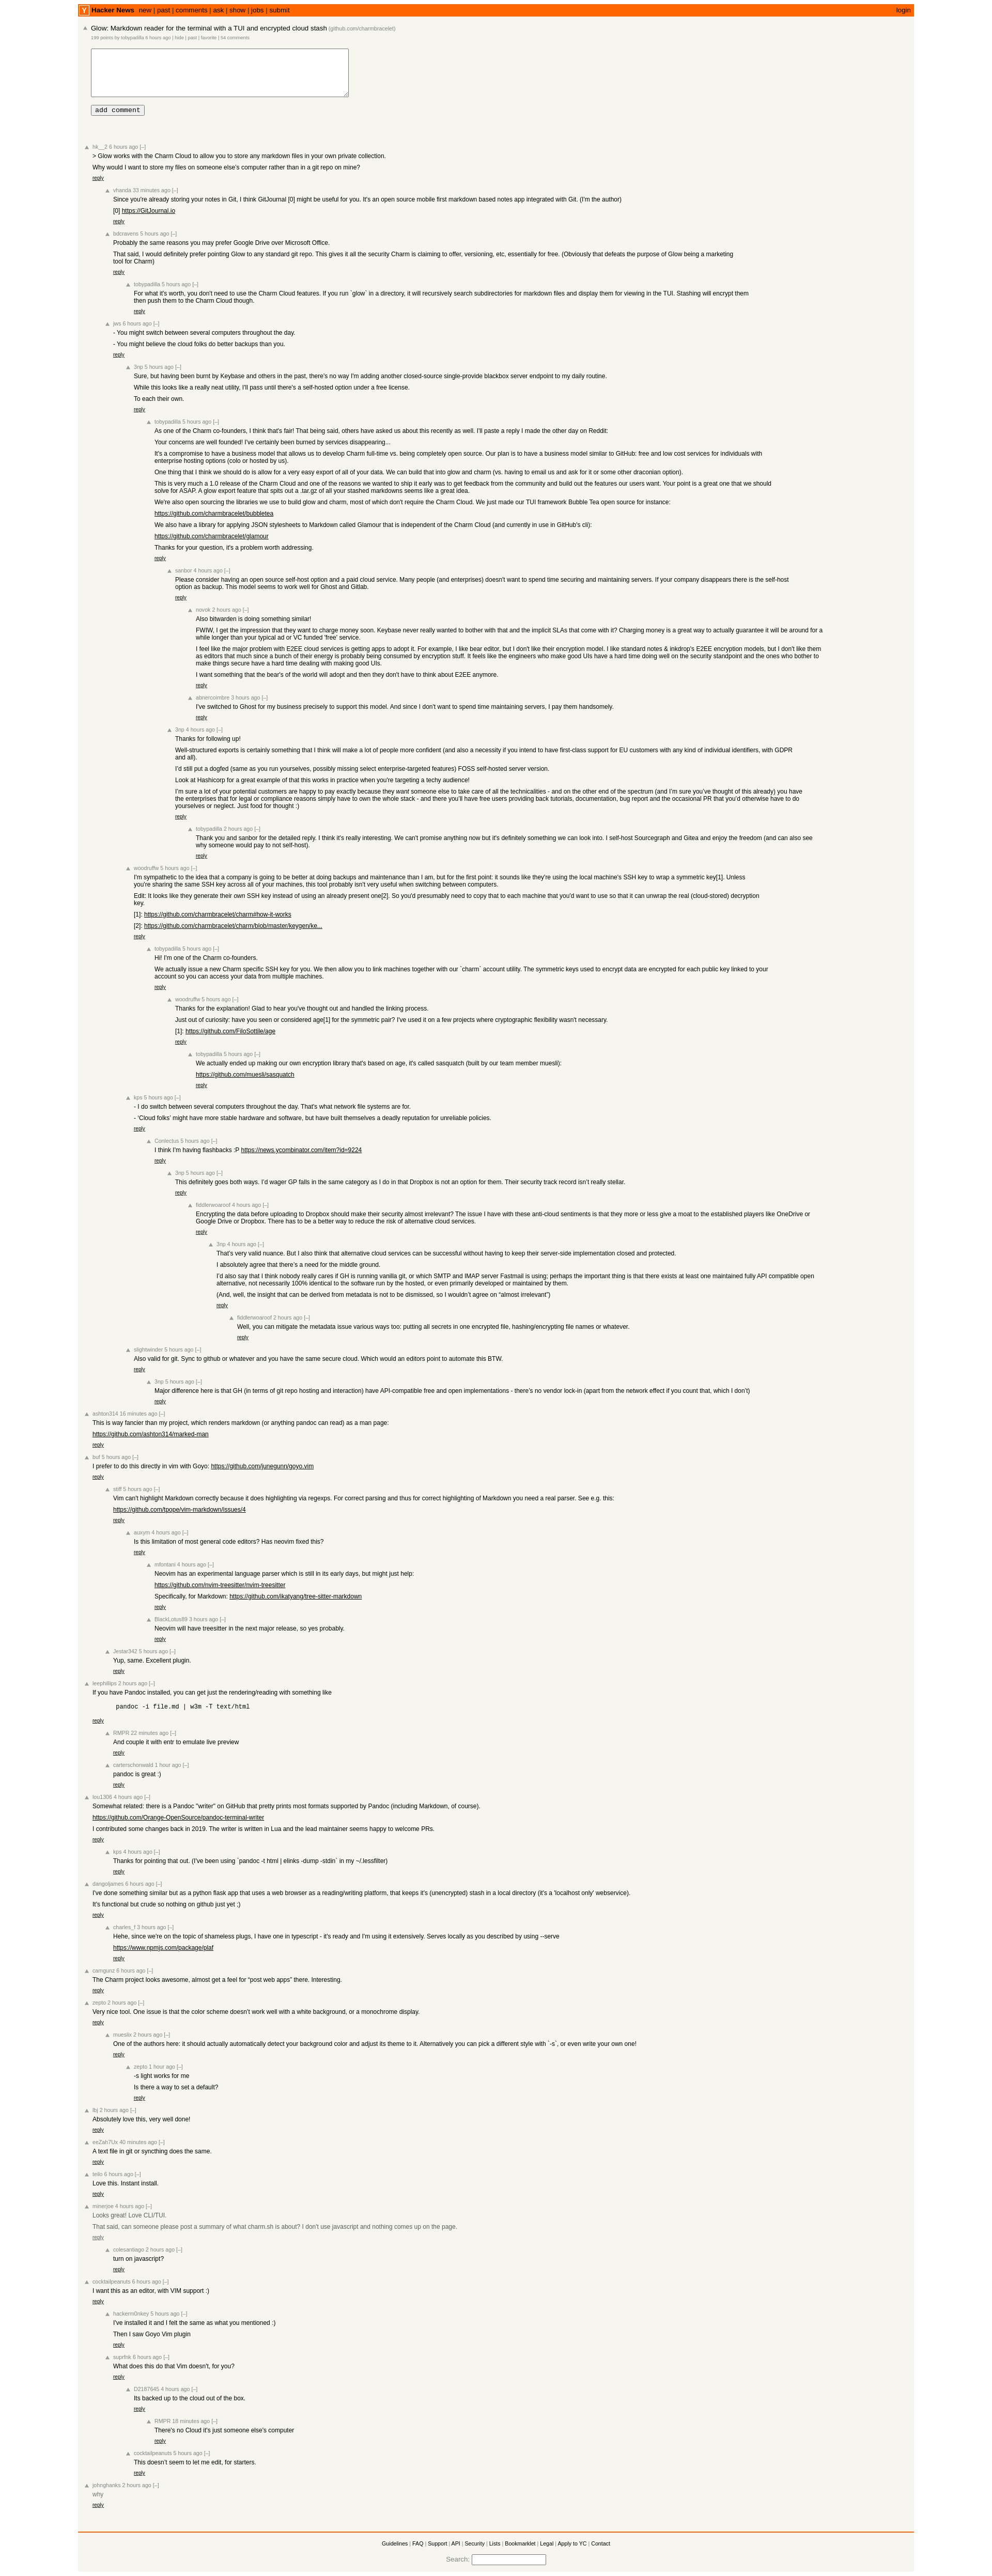 Y Hacker News new | past | comments | ask | show | jobs | submit login
Glow: Markdown reader for the terminal with a TUI and encrypted cloud stash (github.com/charmbracelet)
199 points by tobypadilla 6 hours ago | hide | past | favorite | 54 comments
add comment
hk__2 6 hours ago [–]
> Glow works with the Charm Cloud to allow you to store any markdown files in your own private collection.
Why would I want to store my files on someone else's computer rather than in a git repo on mine?
reply
vhanda 33 minutes ago [–]
Since you're already storing your notes in Git, I think GitJournal [0] might be useful for you. It's an open source mobile first markdown based notes app integrated with Git. (I'm the author)
[0] https://GitJournal.io
reply
bdcravens 5 hours ago [–]
Probably the same reasons you may prefer Google Drive over Microsoft Office.
That said, I would definitely prefer pointing Glow to any standard git repo. This gives it all the security Charm is claiming to offer, versioning, etc, essentially for free. (Obviously that defeats the purpose of Glow being a marketing
tool for Charm)
reply
tobypadilla 5 hours ago [–]
For what it's worth, you don't need to use the Charm Cloud features. If you run `glow` in a directory, it will recursively search subdirectories for markdown files and display them for viewing in the TUI. Stashing will encrypt them
then push them to the Charm Cloud though.
reply
jws 6 hours ago [–]
- You might switch between several computers throughout the day.
- You might believe the cloud folks do better backups than you.
reply
3np 5 hours ago [–]
Sure, but having been burnt by Keybase and others in the past, there's no way I'm adding another closed-source single-provide blackbox server endpoint to my daily routine.
While this looks like a really neat utility, I'll pass until there's a self-hosted option under a free license.
To each their own.
reply
tobypadilla 5 hours ago [–]
As one of the Charm co-founders, I think that's fair! That being said, others have asked us about this recently as well. I'll paste a reply I made the other day on Reddit:
Your concerns are well founded! I've certainly been burned by services disappearing...
It's a compromise to have a business model that allows us to develop Charm full-time vs. being completely open source. Our plan is to have a business model similar to GitHub: free and low cost services for individuals with
enterprise hosting options (colo or hosted by us).
One thing that I think we should do is allow for a very easy export of all of your data. We can build that into glow and charm (vs. having to email us and ask for it or some other draconian option).
This is very much a 1.0 release of the Charm Cloud and one of the reasons we wanted to ship it early was to get feedback from the community and build out the features our users want. Your point is a great one that we should
solve for ASAP. A glow export feature that spits out a .tar.gz of all your stashed markdowns seems like a great idea.
We're also open sourcing the libraries we use to build glow and charm, most of which don't require the Charm Cloud. We just made our TUI framework Bubble Tea open source for instance:
https://github.com/charmbracelet/bubbletea
We also have a library for applying JSON stylesheets to Markdown called Glamour that is independent of the Charm Cloud (and currently in use in GitHub's cli):
https://github.com/charmbracelet/glamour
Thanks for your question, it's a problem worth addressing.
reply
sanbor 4 hours ago [–]
Please consider having an open source self-host option and a paid cloud service. Many people (and enterprises) doesn't want to spend time securing and maintaining servers. If your company disappears there is the self-host
option as backup. This model seems to work well for Ghost and Gitlab.
reply
novok 2 hours ago [–]
Also bitwarden is doing something similar!
FWIW, I get the impression that they want to charge money soon. Keybase never really wanted to bother with that and and the implicit SLAs that come with it? Charging money is a great way to actually guarantee it will be around for a
while longer than your typical ad or VC funded 'free' service.
I feel like the major problem with E2EE cloud services is getting apps to adopt it. For example, I like bear editor, but I don't like their encryption model. I like standard notes & inkdrop's E2EE encryption models, but I don't like them
as editors that much since a bunch of their energy is probably being consumed by encryption stuff. It feels like the engineers who make good UIs have a hard time doing well on the security standpoint and the ones who bother to
make things secure have a hard time dealing with making good UIs.
I want something that the bear's of the world will adopt and then they don't have to think about E2EE anymore.
reply
abnercoimbre 3 hours ago [–]
I've switched to Ghost for my business precisely to support this model. And since I don't want to spend time maintaining servers, I pay them handsomely.
reply
3np 4 hours ago [–]
Thanks for following up!
Well-structured exports is certainly something that I think will make a lot of people more confident (and also a necessity if you intend to have first-class support for EU customers with any kind of individual identifiers, with GDPR
and all).
I'd still put a dogfed (same as you run yourselves, possibly missing select enterprise-targeted features) FOSS self-hosted server version.
Look at Hashicorp for a great example of that this works in practice when you're targeting a techy audience!
I'm sure a lot of your potential customers are happy to pay exactly because they want someone else to take care of all the technicalities - and on the other end of the spectrum (and I'm sure you've thought of this already) you have
the enterprises that for legal or compliance reasons simply have to own the whole stack - and there you'll have free users providing back tutorials, documentation, bug report and the occasional PR that you'd otherwise have to do
yourselves or neglect. Just food for thought :)
reply
tobypadilla 2 hours ago [–]
Thank you and sanbor for the detailed reply. I think it's really interesting. We can't promise anything now but it's definitely something we can look into. I self-host Sourcegraph and Gitea and enjoy the freedom (and can also see
why someone would pay to not self-host).
reply
woodruffw 5 hours ago [–]
I'm sympathetic to the idea that a company is going to be better at doing backups and maintenance than I am, but for the first point: it sounds like they're using the local machine's SSH key to wrap a symmetric key[1]. Unless
you're sharing the same SSH key across all of your machines, this tool probably isn't very useful when switching between computers.
Edit: It looks like they generate their own SSH key instead of using an already present one[2]. So you'd presumably need to copy that to each machine that you'd want to use so that it can unwrap the real (cloud-stored) decryption
key.
[1]: https://github.com/charmbracelet/charm#how-it-works
[2]: https://github.com/charmbracelet/charm/blob/master/keygen/ke...
reply
tobypadilla 5 hours ago [–]
Hi! I'm one of the Charm co-founders.
We actually issue a new Charm specific SSH key for you. We then allow you to link machines together with our `charm` account utility. The symmetric keys used to encrypt data are encrypted for each public key linked to your
account so you can access your data from multiple machines.
reply
woodruffw 5 hours ago [–]
Thanks for the explanation! Glad to hear you've thought out and handled the linking process.
Just out of curiosity: have you seen or considered age[1] for the symmetric pair? I've used it on a few projects where cryptographic flexibility wasn't necessary.
[1]: https://github.com/FiloSottile/age
reply
tobypadilla 5 hours ago [–]
We actually ended up making our own encryption library that's based on age, it's called sasquatch (built by our team member muesli):
https://github.com/muesli/sasquatch
reply
kps 5 hours ago [–]
- I do switch between several computers throughout the day. That's what network file systems are for.
- ‘Cloud folks’ might have more stable hardware and software, but have built themselves a deadly reputation for unreliable policies.
reply
Contectus 5 hours ago [–]
I think I'm having flashbacks :P https://news.ycombinator.com/item?id=9224
reply
3np 5 hours ago [–]
This definitely goes both ways. I'd wager GP falls in the same category as I do in that Dropbox is not an option for them. Their security track record isn't really stellar.
reply
fiddlerwoaroof 4 hours ago [–]
Encrypting the data before uploading to Dropbox should make their security almost irrelevant? The issue I have with these anti-cloud sentiments is that they more or less give a moat to the established players like OneDrive or
Google Drive or Dropbox. There has to be a better way to reduce the risk of alternative cloud services.
reply
3np 4 hours ago [–]
That's very valid nuance. But I also think that alternative cloud services can be successful without having to keep their server-side implementation closed and protected.
I absolutely agree that there's a need for the middle ground.
I'd also say that I think nobody really cares if GH is running vanilla git, or which SMTP and IMAP server Fastmail is using; perhaps the important thing is that there exists at least one maintained fully API compatible open
alternative, not necessarily 100% identical to the software run by the hosted, or even primarily developed or maintained by them.
(And, well, the insight that can be derived from metadata is not to be dismissed, so I wouldn't agree on “almost irrelevant”)
reply
fiddlerwoaroof 2 hours ago [–]
Well, you can mitigate the metadata issue various ways too: putting all secrets in one encrypted file, hashing/encrypting file names or whatever.
reply
slightwinder 5 hours ago [–]
Also valid for git. Sync to github or whatever and you have the same secure cloud. Which would an editors point to automate this BTW.
reply
3np 5 hours ago [–]
Major difference here is that GH (in terms of git repo hosting and interaction) have API-compatible free and open implementations - there's no vendor lock-in (apart from the network effect if you count that, which I don't)
reply
ashton314 16 minutes ago [–]
This is way fancier than my project, which renders markdown (or anything pandoc can read) as a man page:
https://github.com/ashton314/marked-man
reply
buf 5 hours ago [–]
I prefer to do this directly in vim with Goyo: https://github.com/junegunn/goyo.vim
reply
stiff 5 hours ago [–]
Vim can't highlight Markdown correctly because it does highlighting via regexps. For correct parsing and thus for correct highlighting of Markdown you need a real parser. See e.g. this:
https://github.com/tpope/vim-markdown/issues/4
reply
auxym 4 hours ago [–]
Is this limitation of most general code editors? Has neovim fixed this?
reply
mfontani 4 hours ago [–]
Neovim has an experimental language parser which is still in its early days, but might just help:
https://github.com/nvim-treesitter/nvim-treesitter
Specifically, for Markdown: https://github.com/ikatyang/tree-sitter-markdown
reply
BlackLotus89 3 hours ago [–]
Neovim will have treesitter in the next major release, so yes probably.
reply
Jestar342 5 hours ago [–]
Yup, same. Excellent plugin.
reply
leephillips 2 hours ago [–]
If you have Pandoc installed, you can get just the rendering/reading with something like
pandoc -i file.md | w3m -T text/html
reply
RMPR 22 minutes ago [–]
And couple it with entr to emulate live preview
reply
carterschonwald 1 hour ago [–]
pandoc is great :)
reply
lou1306 4 hours ago [–]
Somewhat related: there is a Pandoc "writer" on GitHub that pretty prints most formats supported by Pandoc (including Markdown, of course).
https://github.com/Orange-OpenSource/pandoc-terminal-writer
I contributed some changes back in 2019. The writer is written in Lua and the lead maintainer seems happy to welcome PRs.
reply
kps 4 hours ago [–]
Thanks for pointing that out. (I've been using `pandoc -t html | elinks -dump -stdin` in my ~/.lessfilter)
reply
dangoljames 6 hours ago [–]
I've done something similar but as a python flask app that uses a web browser as a reading/writing platform, that keeps it's (unencrypted) stash in a local directory (it's a 'localhost only' webservice).
It's functional but crude so nothing on github just yet ;)
reply
charles_f 3 hours ago [–]
Hehe, since we're on the topic of shameless plugs, I have one in typescript - it's ready and I'm using it extensively. Serves locally as you described by using --serve
https://www.npmjs.com/package/plaf
reply
camgunz 6 hours ago [–]
The Charm project looks awesome, almost get a feel for “post web apps” there. Interesting.
reply
zepto 2 hours ago [–]
Very nice tool. One issue is that the color scheme doesn't work well with a white background, or a monochrome display.
reply
mueslix 2 hours ago [–]
One of the authors here: it should actually automatically detect your background color and adjust its theme to it. Alternatively you can pick a different style with `-s`, or even write your own one!
reply
zepto 1 hour ago [–]
-s light works for me
Is there a way to set a default?
reply
lbj 2 hours ago [–]
Absolutely love this, very well done!
reply
eeZah7Ux 40 minutes ago [–]
A text file in git or syncthing does the same.
reply
teilo 6 hours ago [–]
Love this. Instant install.
reply
minerjoe 4 hours ago [–]
Looks great! Love CLI/TUI.
That said, can someone please post a summary of what charm.sh is about? I don't use javascript and nothing comes up on the page.
reply
colesantiago 2 hours ago [–]
turn on javascript?
reply
cocktailpeanuts 6 hours ago [–]
I want this as an editor, with VIM support :)
reply
hackerm0nkey 5 hours ago [–]
I've installed it and I felt the same as what you mentioned :)
Then I saw Goyo Vim plugin
reply
suprfnk 6 hours ago [–]
What does this do that Vim doesn't, for you?
reply
D2187645 4 hours ago [–]
Its backed up to the cloud out of the box.
reply
RMPR 18 minutes ago [–]
There's no Cloud it's just someone else's computer
reply
cocktailpeanuts 5 hours ago [–]
This doesn't seem to let me edit, for starters.
reply
johnghanks 2 hours ago [–]
why
reply
Guidelines | FAQ | Support | API | Security | Lists | Bookmarklet | Legal | Apply to YC | Contact
Search: